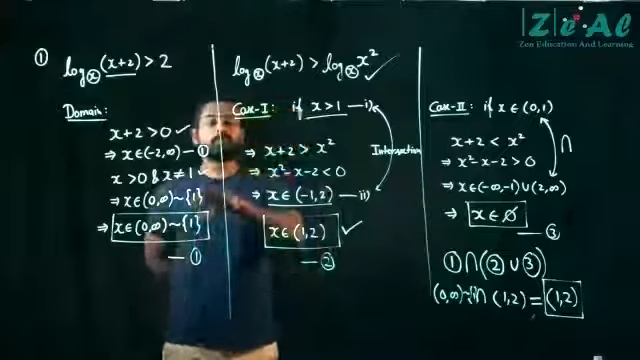 |Z|e|Al
Zen Education And Learning
① log_x (x+2) > 2
Domain:
x+2 > 0 ✓
⇒ x∈(-2,∞) — ①
x > 0 & x ≠ 1 ✓
⇒ x∈(0,∞) ~ {1}
⇒ x∈(0,∞) ~ {1}
— ①
log_x (x+2) > log_x x² ✓
Case-I: if x > 1 — i)
⇒ x+2 > x²
⇒ x²-x-2 < 0
⇒ x∈(-1,2) — ii)
x∈(1,2) ✓
— ②
Intersection
Case-II: if x∈(0,1)
x+2 < x²
⇒ x²-x-2 > 0
⇒ x∈(-∞,-1)∪(2,∞)
∩
⇒ x∈∅
— ③
①∩(②∪③)
(0,∞)~{1}∩(1,2) = (1,2)